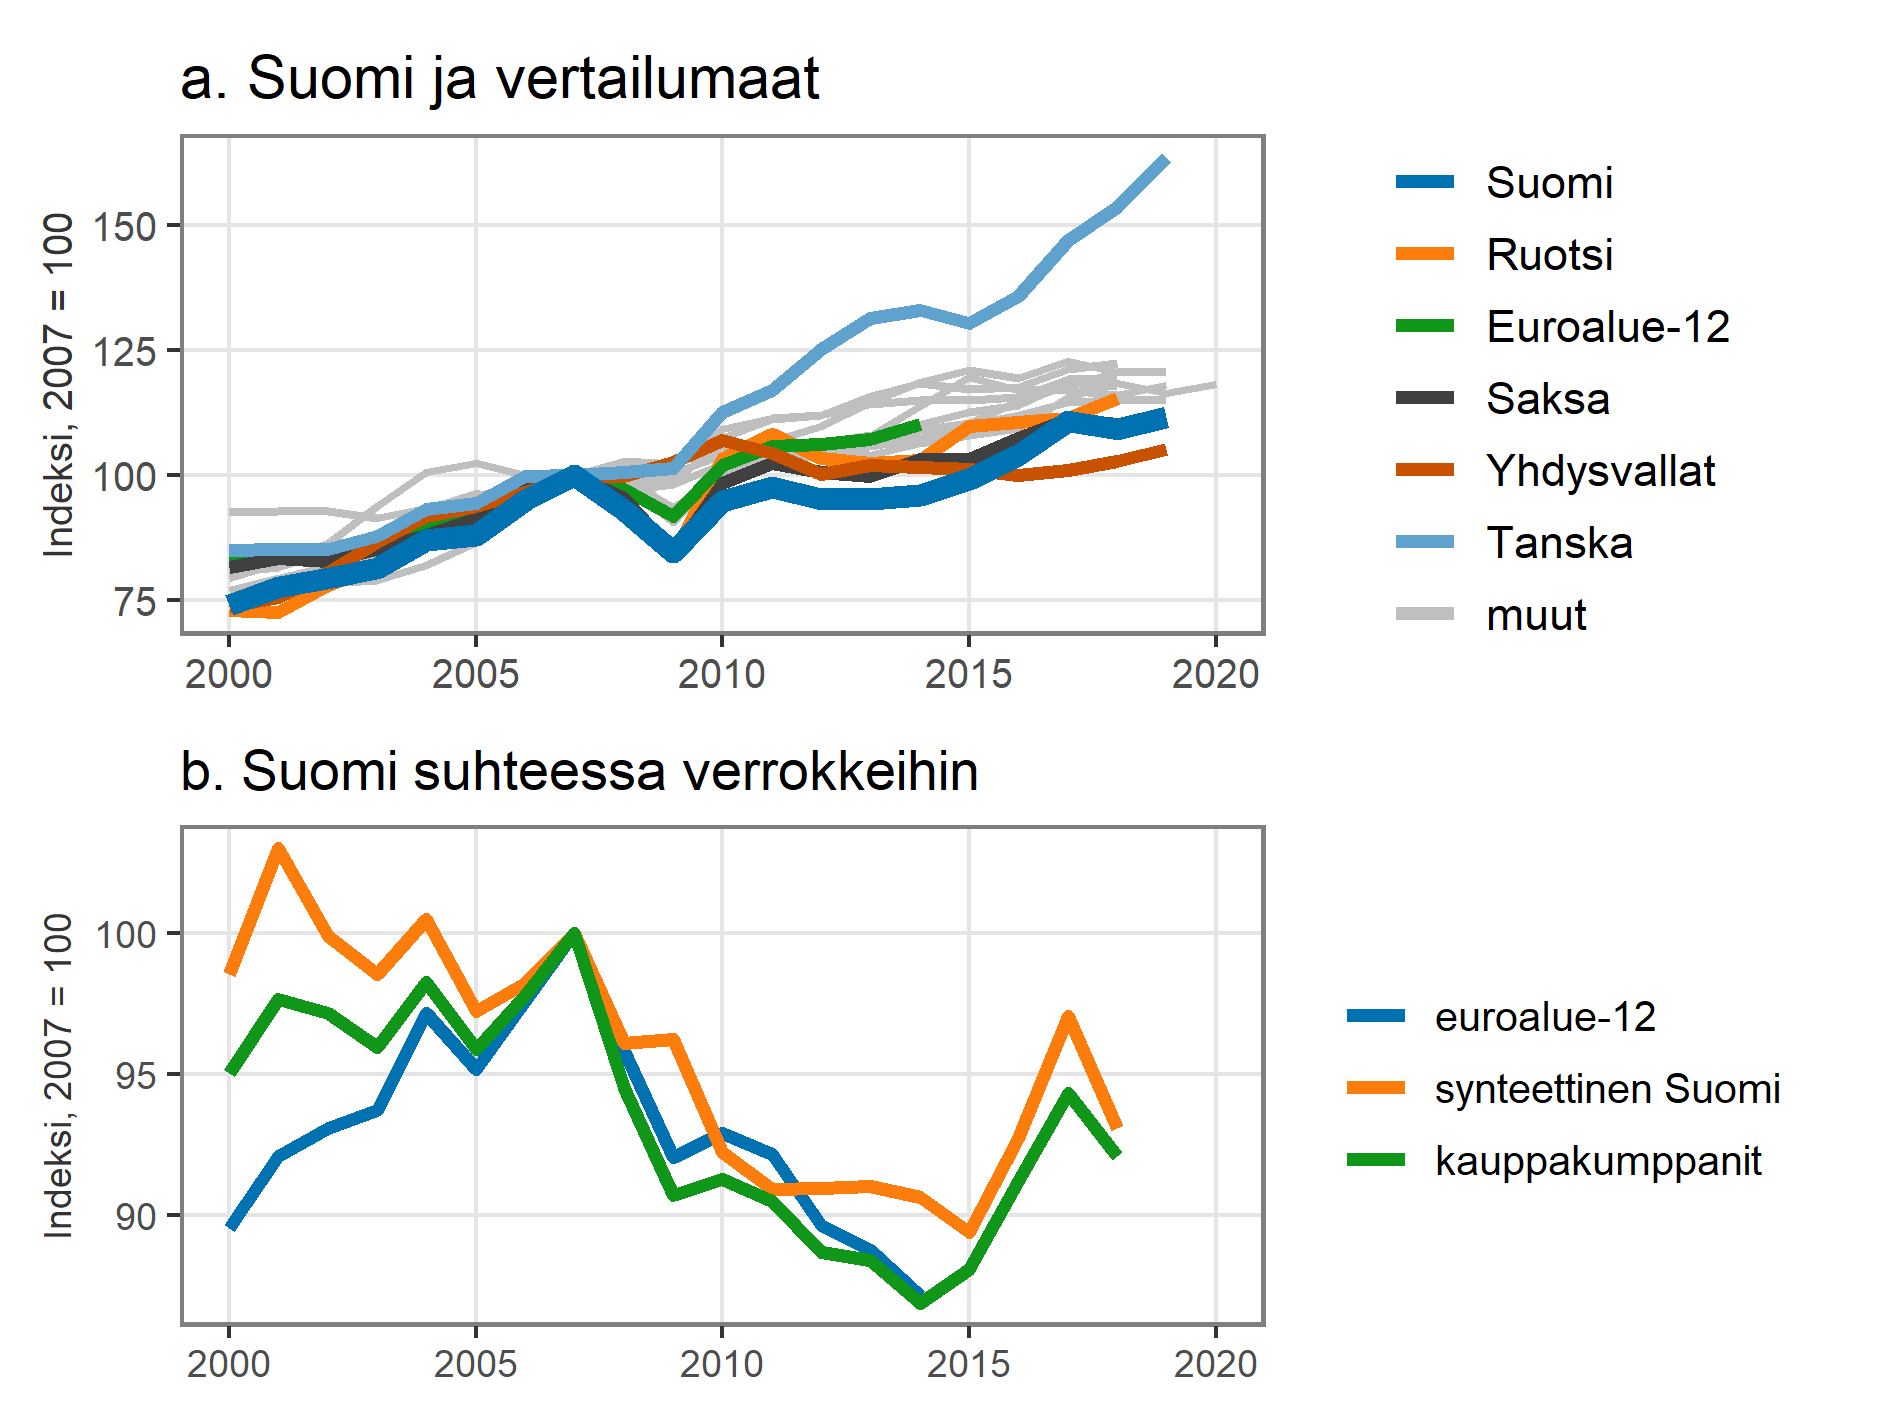 a. Suomi ja vertailumaat
Indeksi, 2007 = 100
150
125
100
75
2000 2005 2010 2015 2020
Suomi
Ruotsi
Euroalue-12
Saksa
Yhdysvallat
Tanska
muut
b. Suomi suhteessa verrokkeihin
Indeksi, 2007 = 100
100
95
90
2000 2005 2010 2015 2020
euroalue-12
synteettinen Suomi
kauppakumppanit